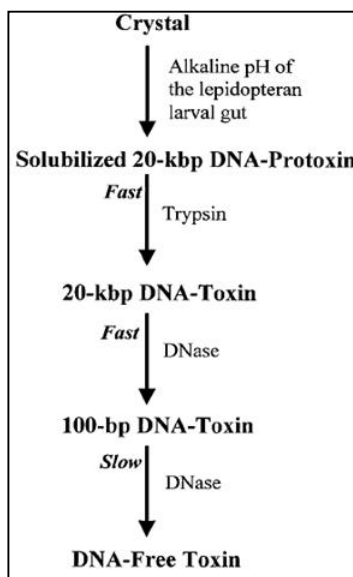 Crystal
Alkaline pH of
the lepidopteran
larval gut
Solubilized 20-kbp DNA-Protoxin
Fast
Trypsin
20-kbp DNA-Toxin
Fast
DNase
100-bp DNA-Toxin
Slow
DNase
DNA-Free Toxin